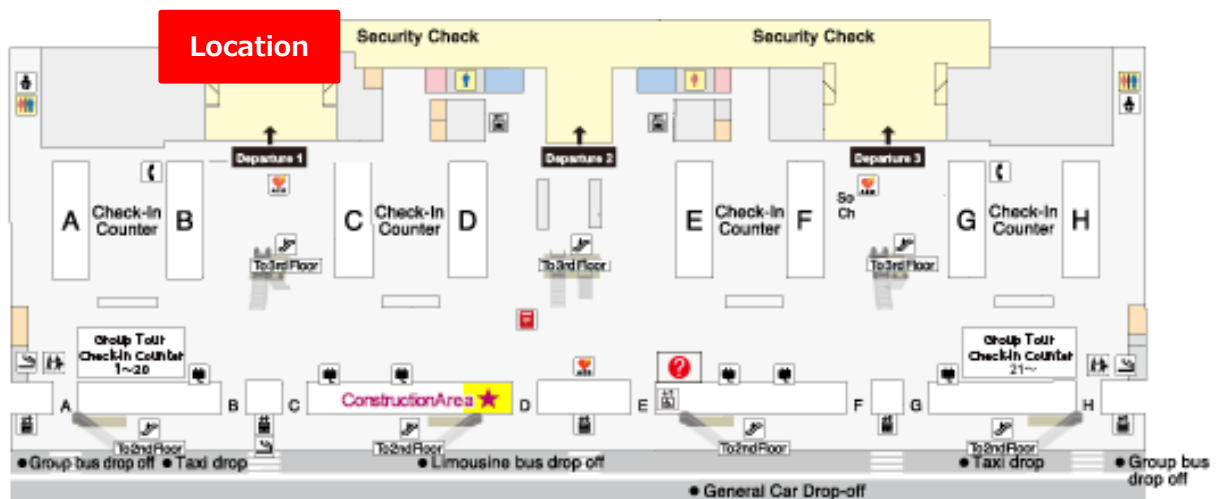 Location
Security Check
Security Check
Departure 1
Departure 2
Departure 3
A
Check-In
Counter
B
C
Check-In
Counter
D
E
Check-In
Counter
F
So
Ch
G
Check-In
Counter
H
To 3rd Floor
To 3rd Floor
To 3rd Floor
Group Tour
Check-in Counter
1～20
Group Tour
Check-in Counter
21～
?
A
B
C
ConstructionArea ★
D
E
F
G
H
To 2nd Floor
To 2nd Floor
To 2nd Floor
To 2nd Floor
●Group bus drop off ●Taxi drop
●Limousine bus drop off
●Taxi drop
●Group bus
drop off
●General Car Drop-off